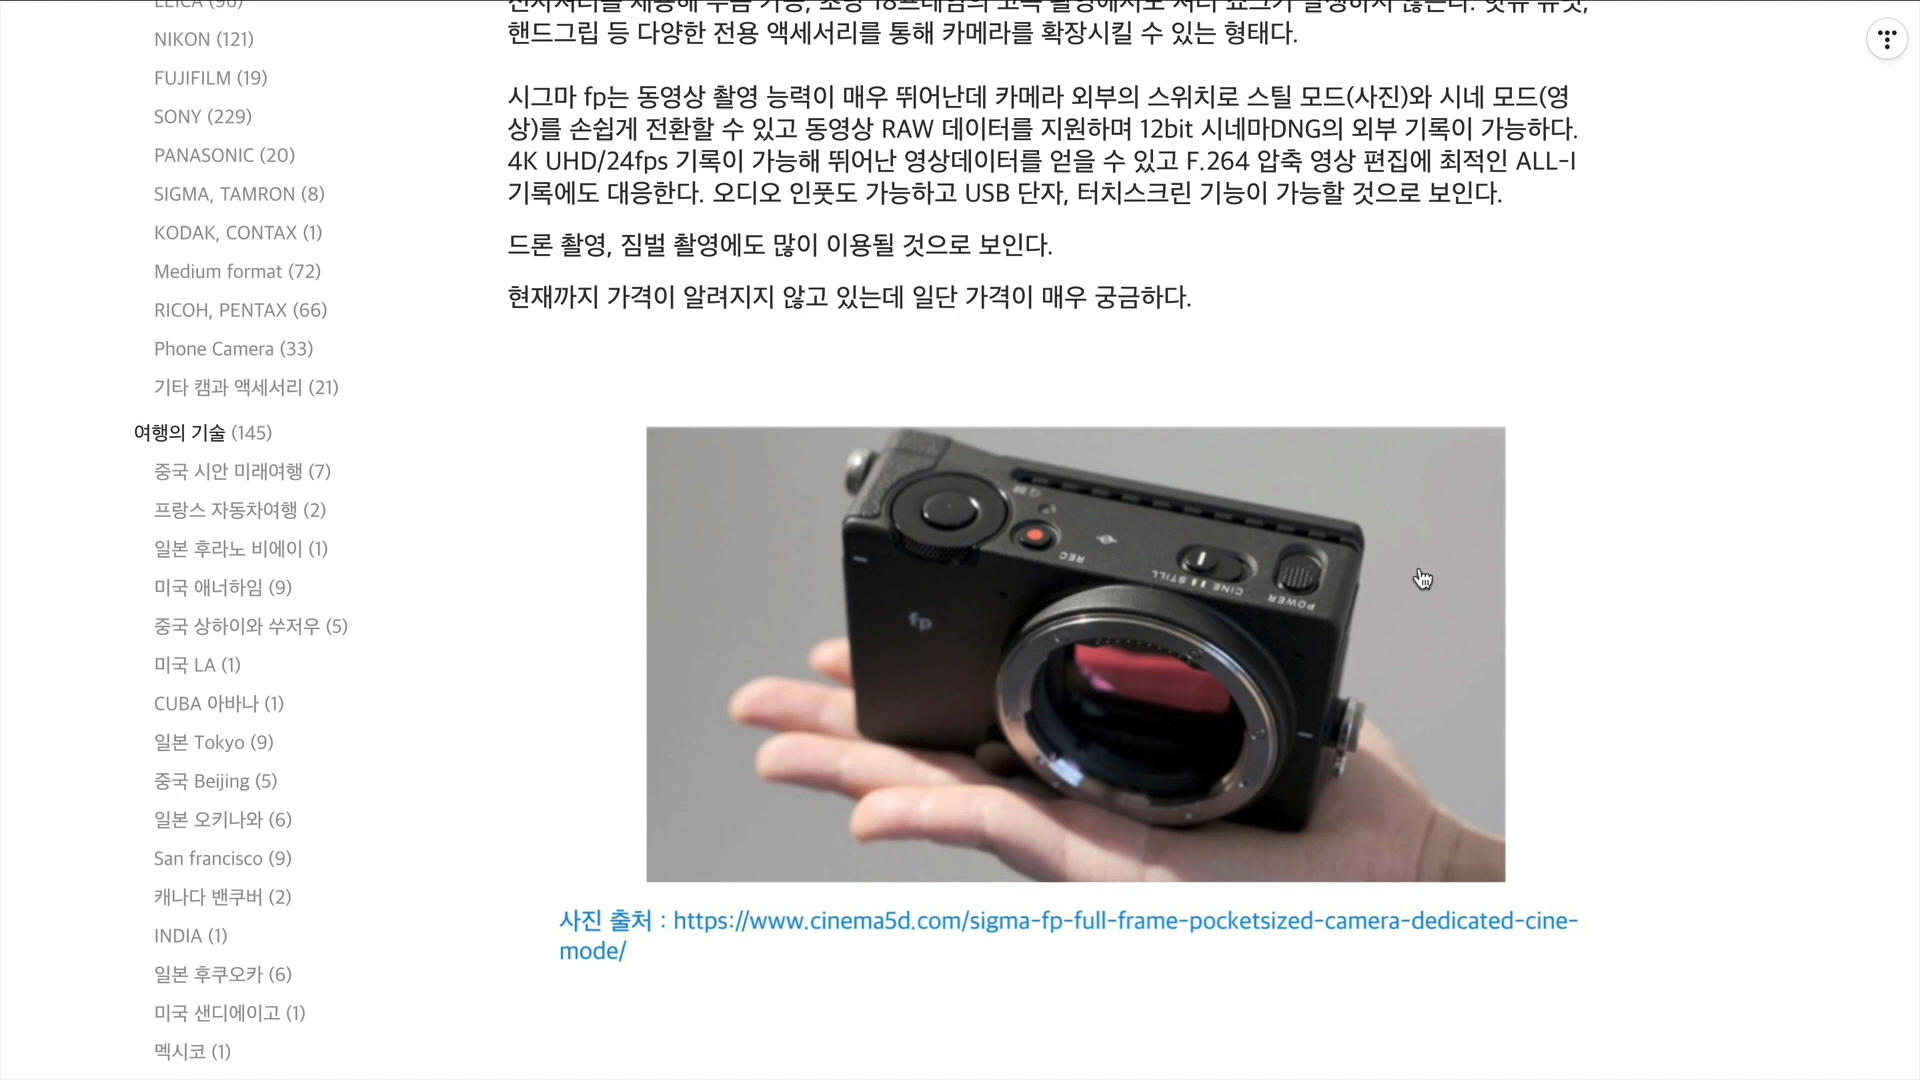 NIKON (121)
FUJIFILM (19)
SONY (229)
PANASONIC (20)
SIGMA, TAMRON (8)
KODAK, CONTAX (1)
Medium format (72)
RICOH, PENTAX (66)
Phone Camera (33)
기타 캠과 액세서리 (21)
여행의 기술 (145)
중국 시안 미래여행 (7)
프랑스 자동차여행 (2)
일본 후라노 비에이 (1)
미국 애너하임 (9)
중국 상하이와 쑤저우 (5)
미국 LA (1)
CUBA 아바나 (1)
일본 Tokyo (9)
중국 Beijing (5)
일본 오키나와 (6)
San francisco (9)
캐나다 밴쿠버 (2)
INDIA (1)
일본 후쿠오카 (6)
미국 샌디에이고 (1)
멕시코 (1)
핸드그립 등 다양한 전용 액세서리를 통해 카메라를 확장시킬 수 있는 형태다.
시그마 fp는 동영상 촬영 능력이 매우 뛰어난데 카메라 외부의 스위치로 스틸 모드(사진)와 시네 모드(영
상)를 손쉽게 전환할 수 있고 동영상 RAW 데이터를 지원하며 12bit 시네마DNG의 외부 기록이 가능하다.
4K UHD/24fps 기록이 가능해 뛰어난 영상데이터를 얻을 수 있고 F.264 압축 영상 편집에 최적인 ALL-I
기록에도 대응한다. 오디오 인풋도 가능하고 USB 단자, 터치스크린 기능이 가능할 것으로 보인다.
드론 촬영, 짐벌 촬영에도 많이 이용될 것으로 보인다.
현재까지 가격이 알려지지 않고 있는데 일단 가격이 매우 궁금하다.
REC
STILL
CINE
POWER
fp
사진 출처 : https://www.cinema5d.com/sigma-fp-full-frame-pocketsized-camera-dedicated-cine-
mode/